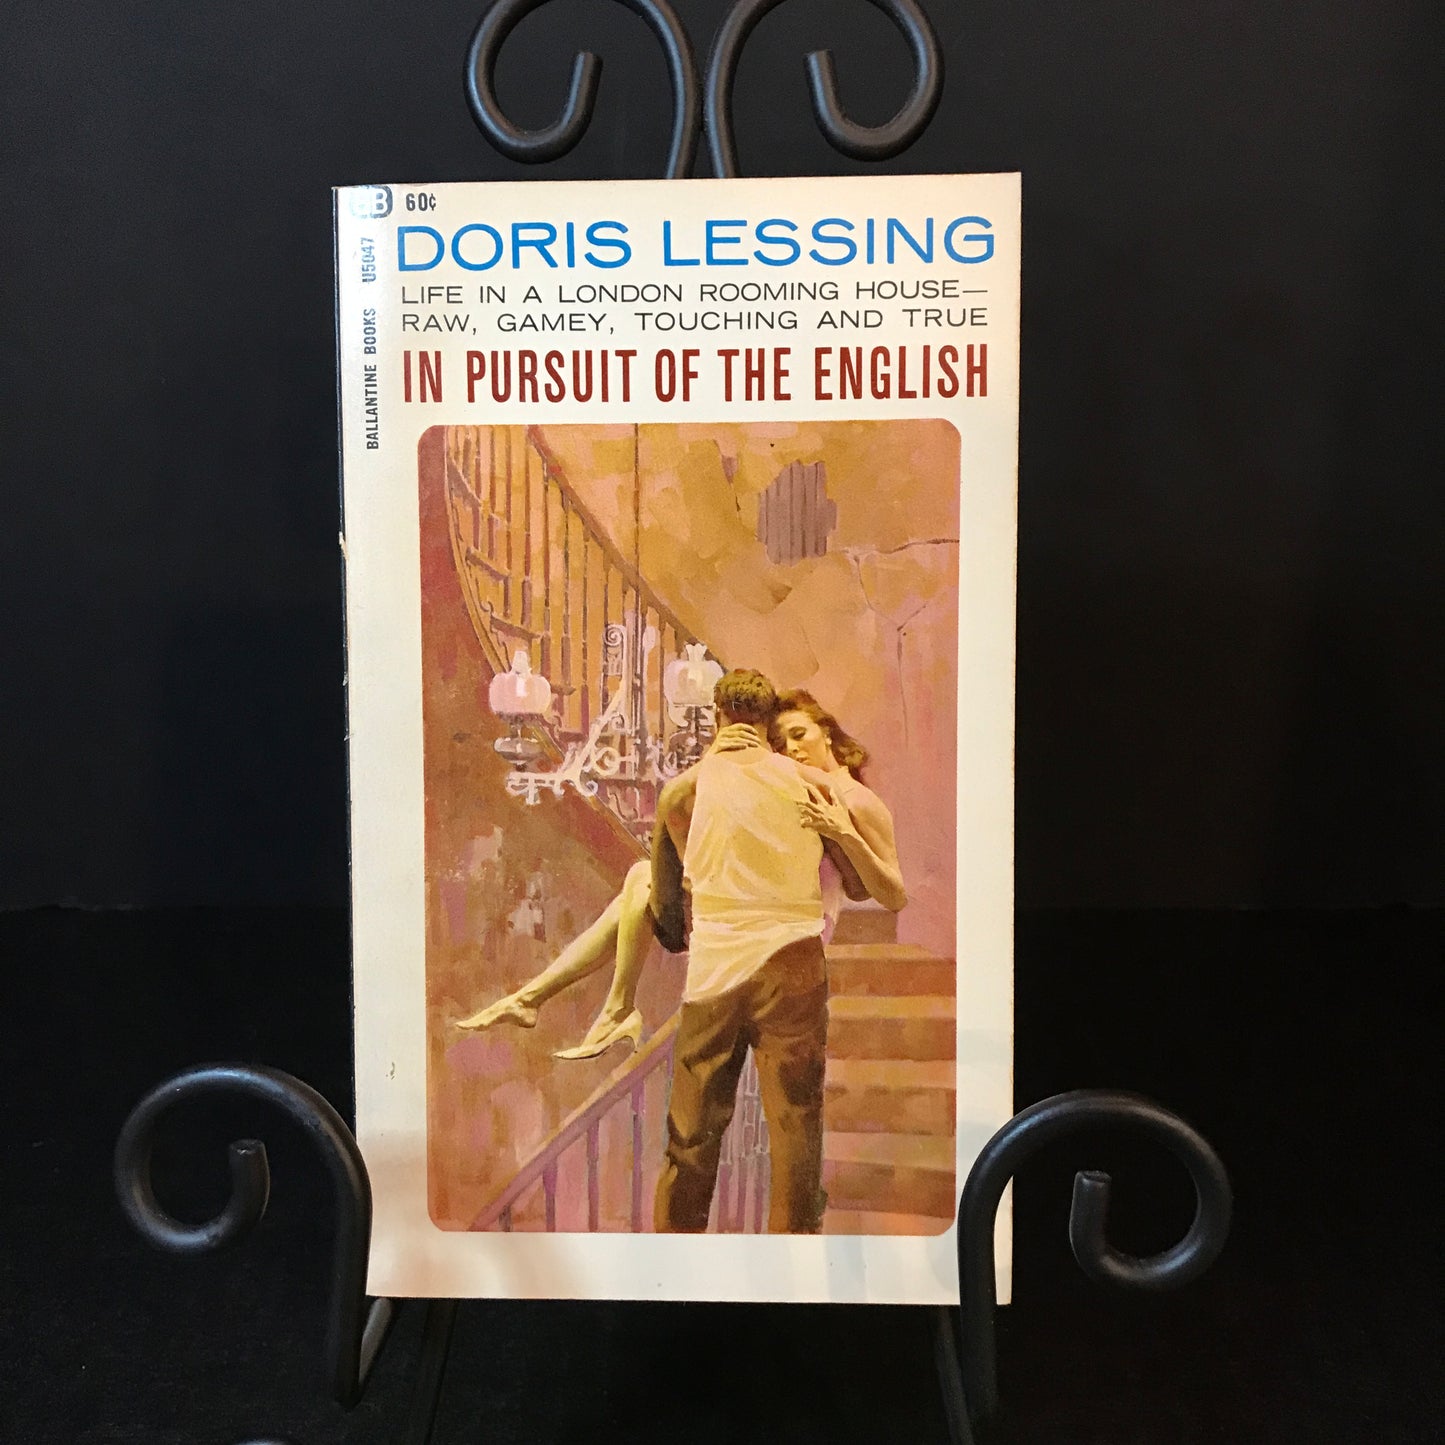 BB 60¢
BALLANTINE BOOKS U5047
DORIS LESSING
LIFE IN A LONDON ROOMING HOUSE—
RAW, GAMEY, TOUCHING AND TRUE
IN PURSUIT OF THE ENGLISH